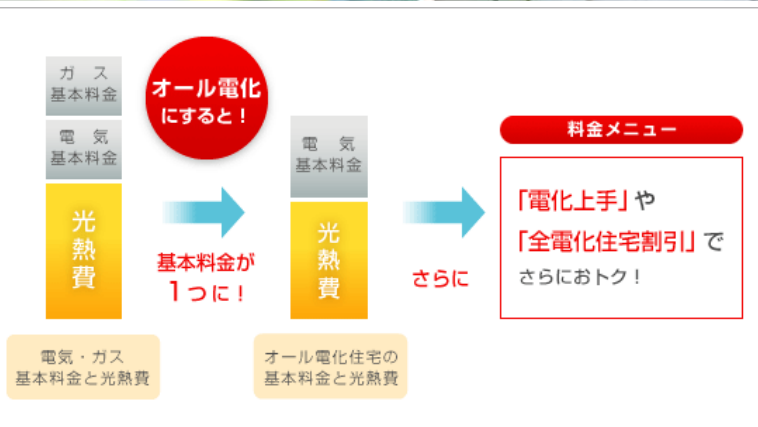 ガス
基本料金
電気
基本料金
光熱費
電気・ガス
基本料金と光熱費
オール電化
にすると！
基本料金が
1つに！
電気
基本料金
光熱費
オール電化住宅の
基本料金と光熱費
さらに
料金メニュー
「電化上手」や
「全電化住宅割引」で
さらにおトク！